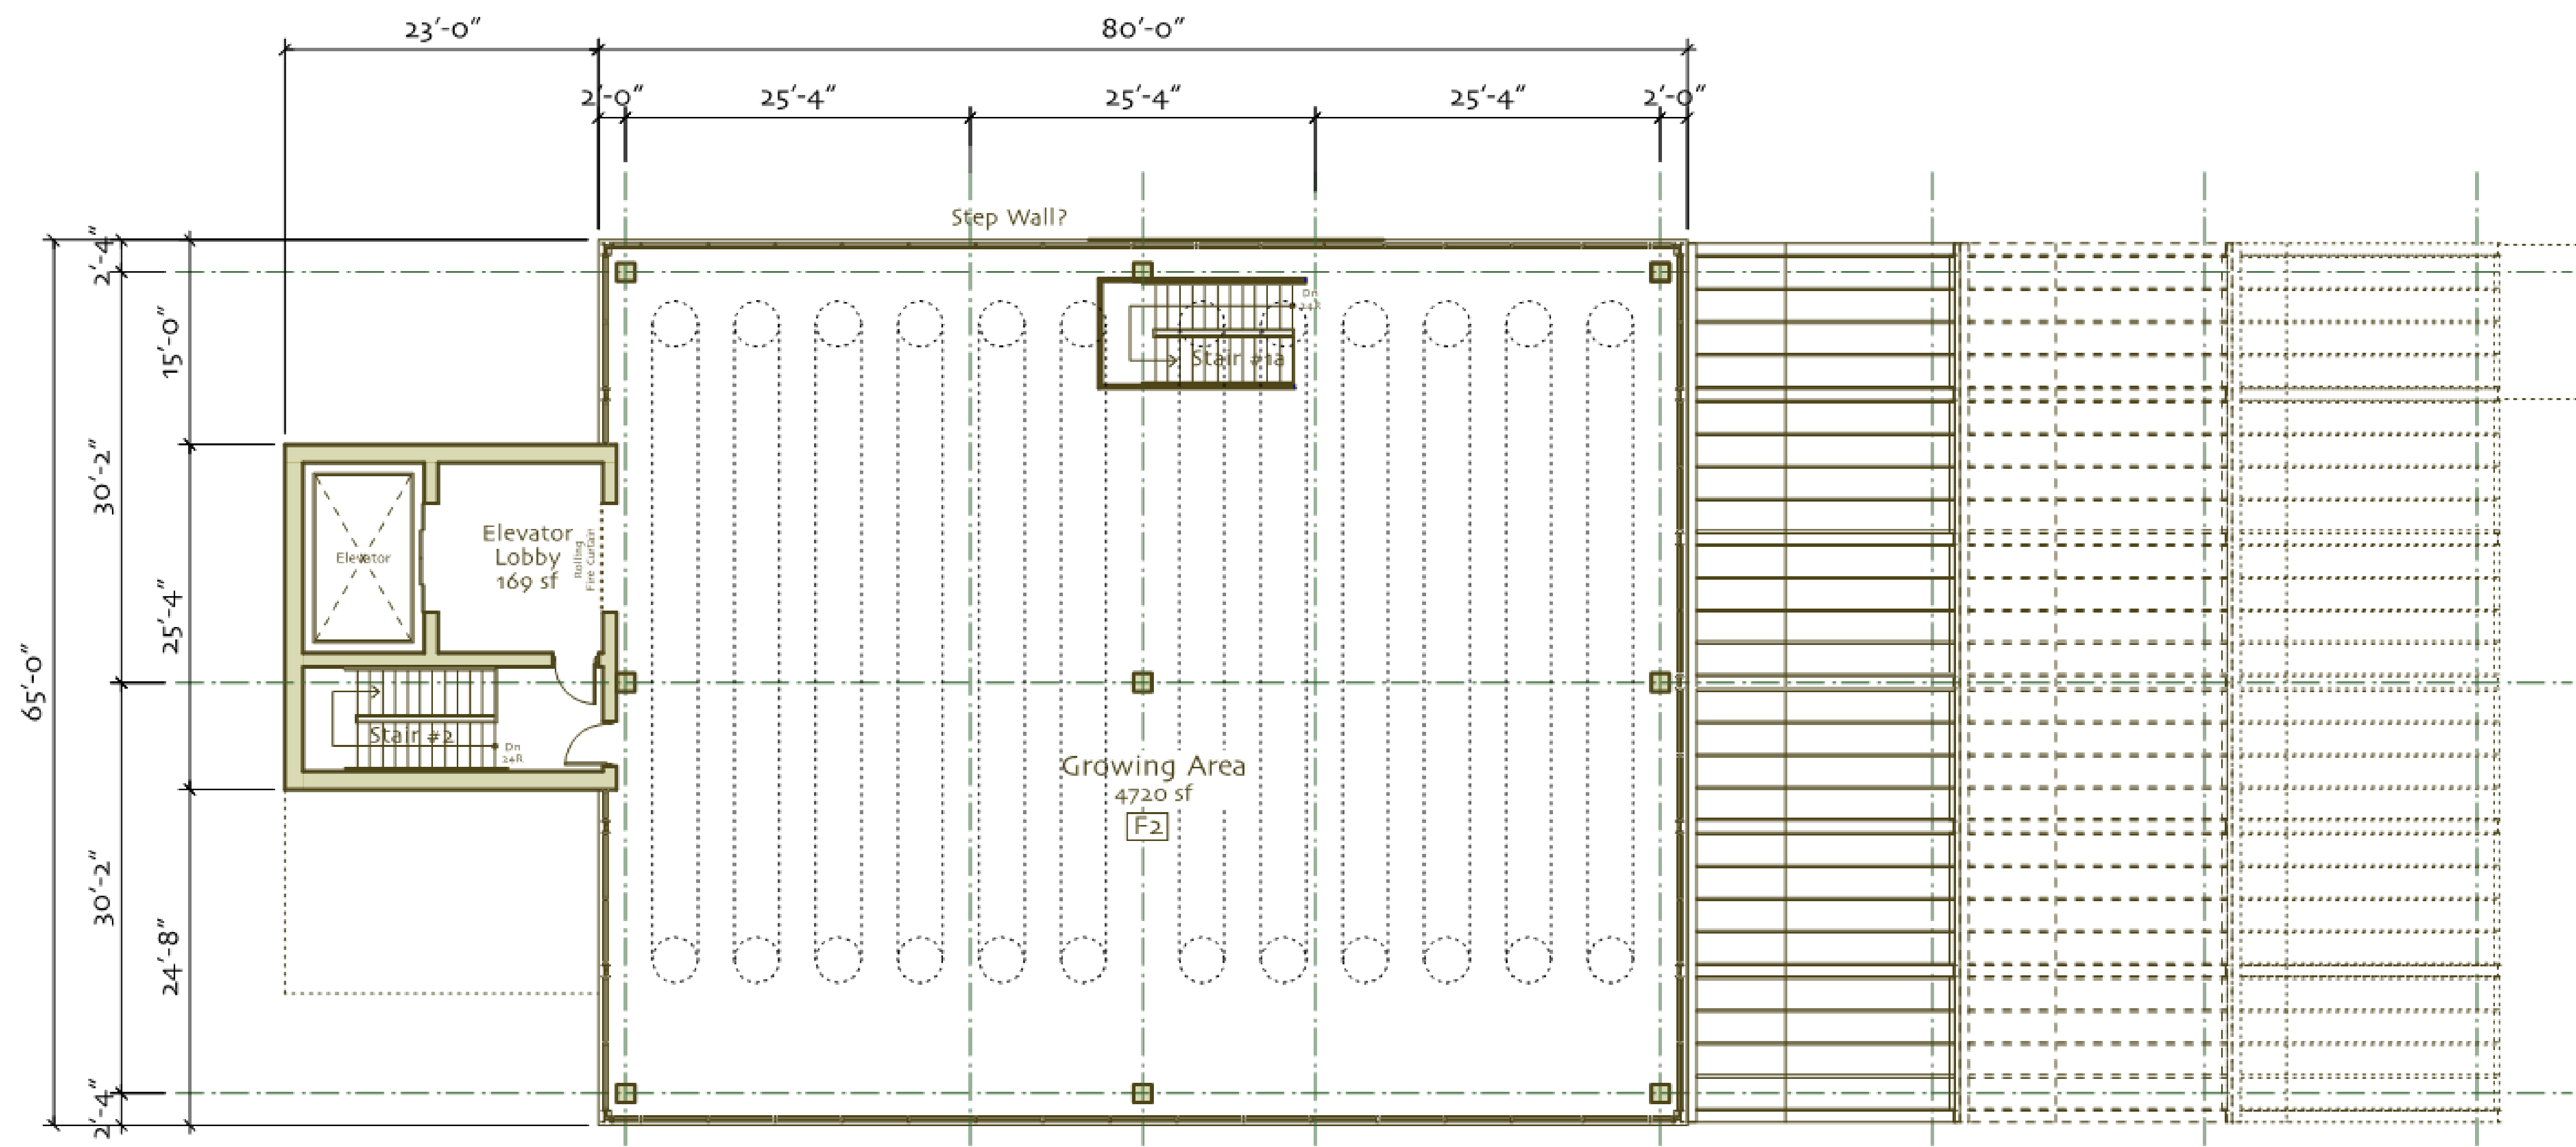 23'-0"
80'-0"
2'-0"
25'-4"
25'-4"
25'-4"
2'-0"
Step Wall?
2'-4"
15'-0"
30'-2"
25'-4"
65'-0"
30'-2"
24'-8"
2'-4"
Dn
24R
Stair #1a
Elevator
Elevator
Lobby
169 sf
Rolling
Fire Curtain
Stair #2
Dn
24R
Growing Area
4720 sf
F2